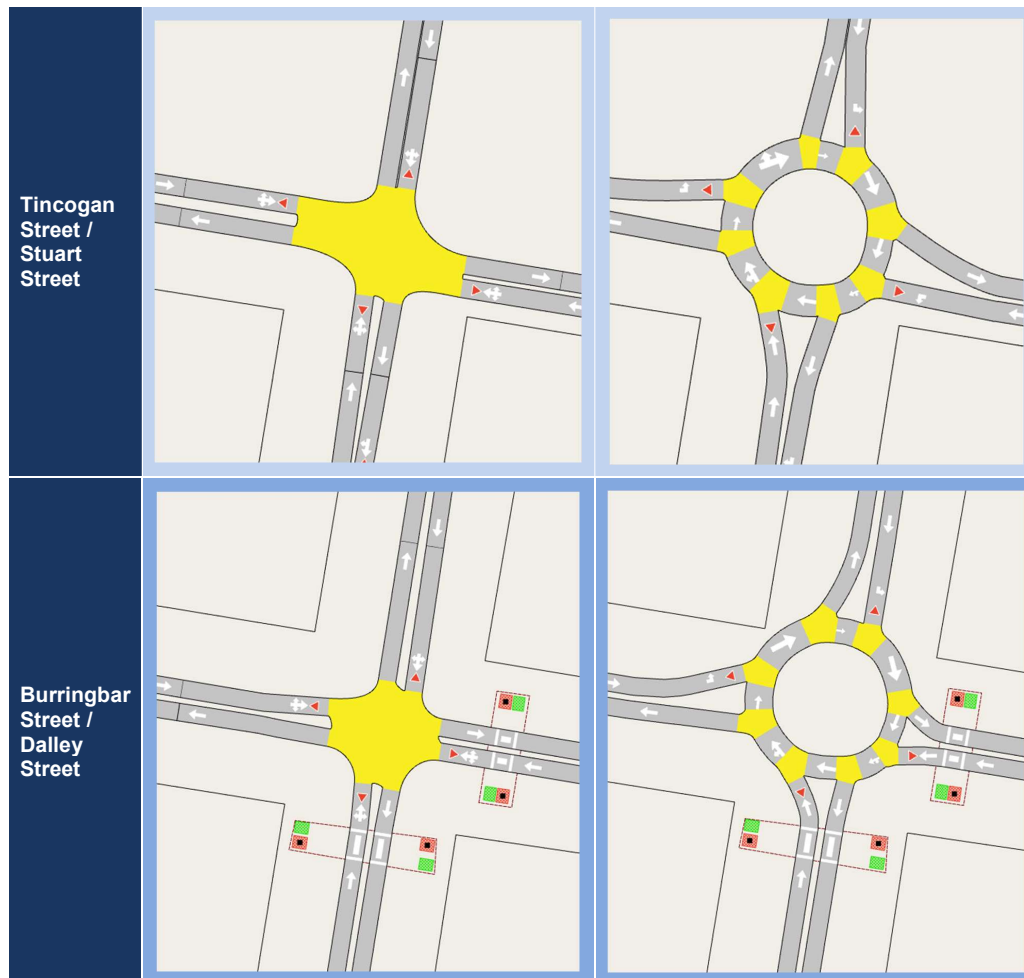 Tincogan
Street /
Stuart
Street
Burringbar
Street /
Dalley
Street